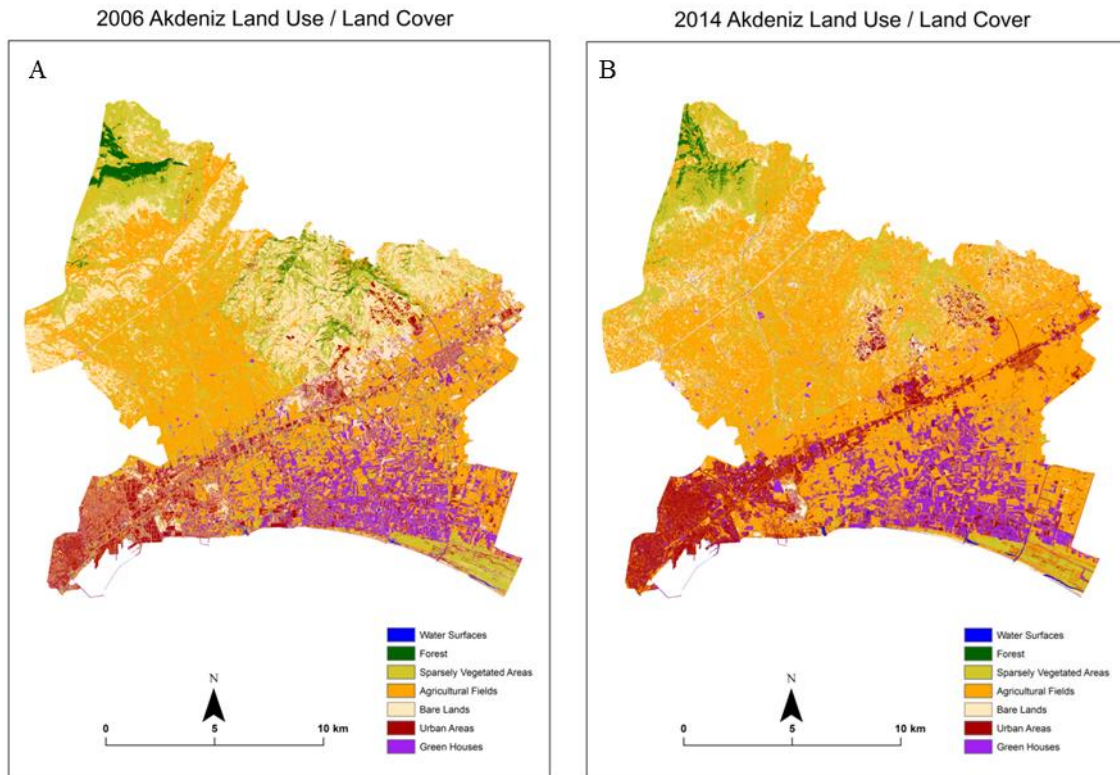 2006 Akdeniz Land Use / Land Cover
A
Water Surfaces
Forest
Sparsely Vegetated Areas
Agricultural Fields
Bare Lands
Urban Areas
Green Houses
N
0 5 10 km
2014 Akdeniz Land Use / Land Cover
B
Water Surfaces
Forest
Sparsely Vegetated Areas
Agricultural Fields
Bare Lands
Urban Areas
Green Houses
N
0 5 10 km